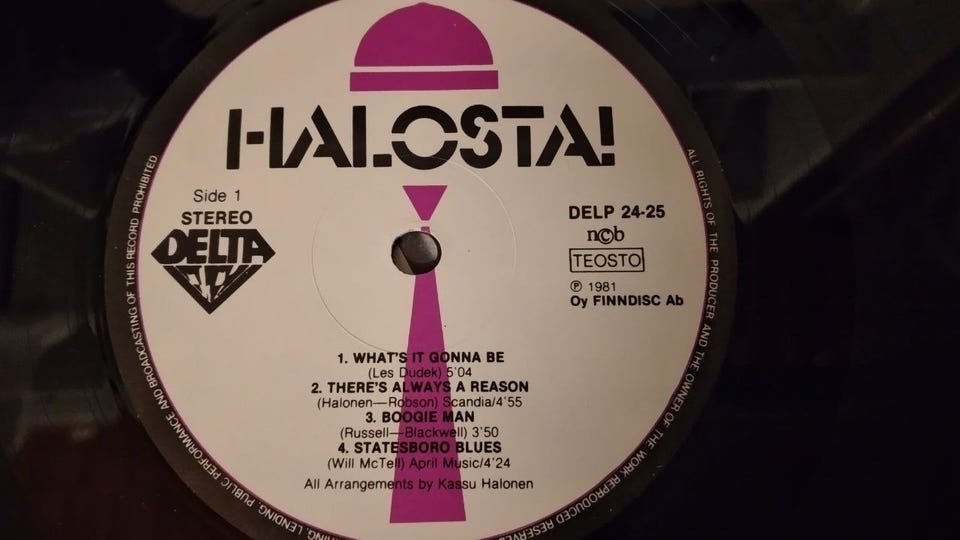 HALOSTA!
Side 1
STEREO
DELTA
DELP 24-25
ncb
TEOSTO
℗ 1981
Oy FINNDISC Ab
1. WHAT'S IT GONNA BE
(Les Dudek) 5'04
2. THERE'S ALWAYS A REASON
(Halonen—Robson) Scandia/4'55
3. BOOGIE MAN
(Russell—Blackwell) 3'50
4. STATESBORO BLUES
(Will McTell) April Music/4'24
All Arrangements by Kassu Halonen
ALL RIGHTS OF THE PRODUCER AND THE OWNER OF THE WORK REPRODUCED RESERVED
LENDING, PUBLIC PERFORMANCE AND BROADCASTING OF THIS RECORD PROHIBITED